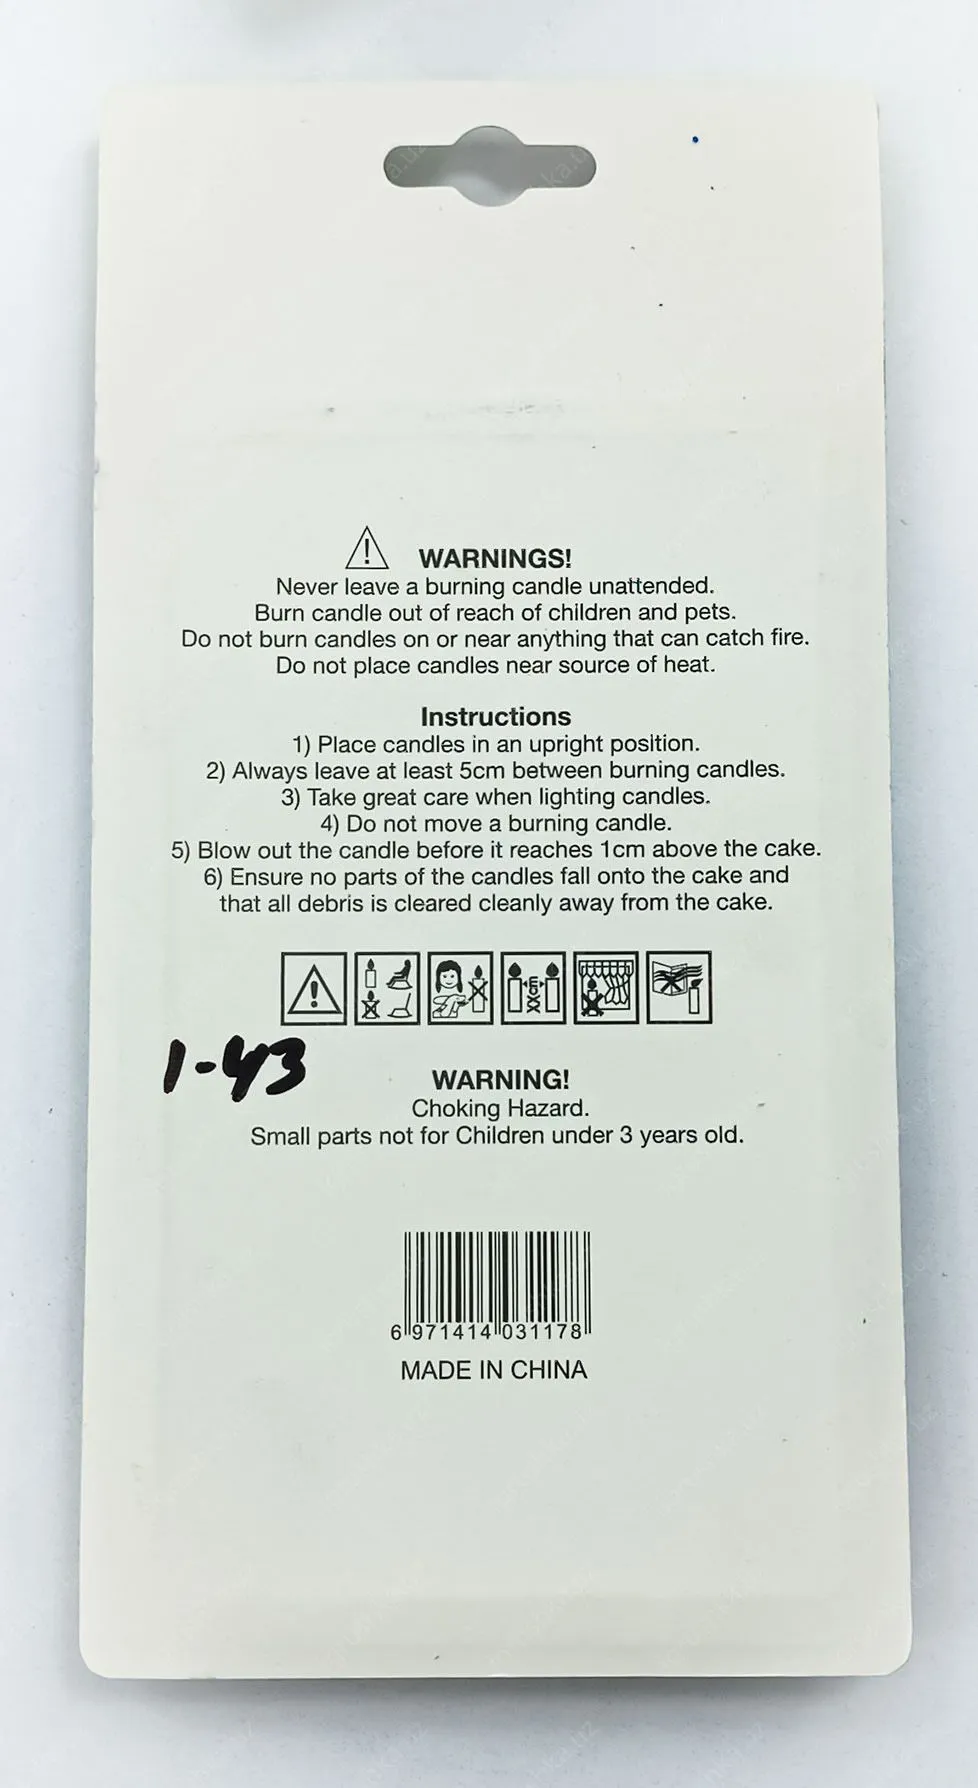 WARNINGS!
Never leave a burning candle unattended.
Burn candle out of reach of children and pets.
Do not burn candles on or near anything that can catch fire.
Do not place candles near source of heat.
Instructions
1) Place candles in an upright position.
2) Always leave at least 5cm between burning candles.
3) Take great care when lighting candles.
4) Do not move a burning candle.
5) Blow out the candle before it reaches 1cm above the cake.
6) Ensure no parts of the candles fall onto the cake and
that all debris is cleared cleanly away from the cake.
1-43
WARNING!
Choking Hazard.
Small parts not for Children under 3 years old.
6 971414 031178
MADE IN CHINA